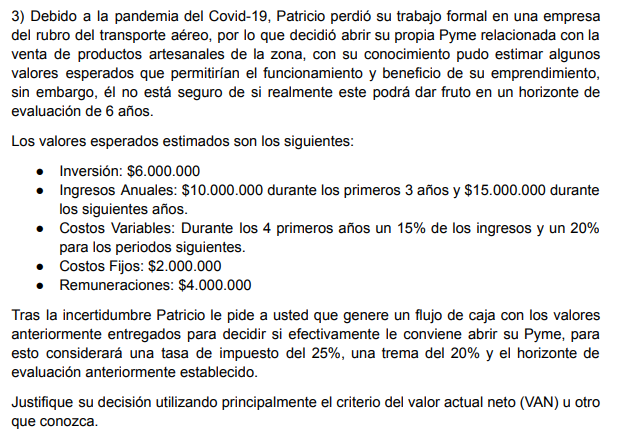 3) Debido a la pandemia del Covid-19, Patricio perdió su trabajo formal en una empresa
del rubro del transporte aéreo, por lo que decidió abrir su propia Pyme relacionada con la
venta de productos artesanales de la zona, con su conocimiento pudo estimar algunos
valores esperados que permitirían el funcionamiento y beneficio de su emprendimiento,
sin embargo, él no está seguro de si realmente este podrá dar fruto en un horizonte de
evaluación de 6 años.
Los valores esperados estimados son los siguientes:
● Inversión: $6.000.000
● Ingresos Anuales: $10.000.000 durante los primeros 3 años y $15.000.000 durante
los siguientes años.
● Costos Variables: Durante los 4 primeros años un 15% de los ingresos y un 20%
para los periodos siguientes.
● Costos Fijos: $2.000.000
● Remuneraciones: $4.000.000
Tras la incertidumbre Patricio le pide a usted que genere un flujo de caja con los valores
anteriormente entregados para decidir si efectivamente le conviene abrir su Pyme, para
esto considerará una tasa de impuesto del 25%, una trema del 20% y el horizonte de
evaluación anteriormente establecido.
Justifique su decisión utilizando principalmente el criterio del valor actual neto (VAN) u otro
que conozca.